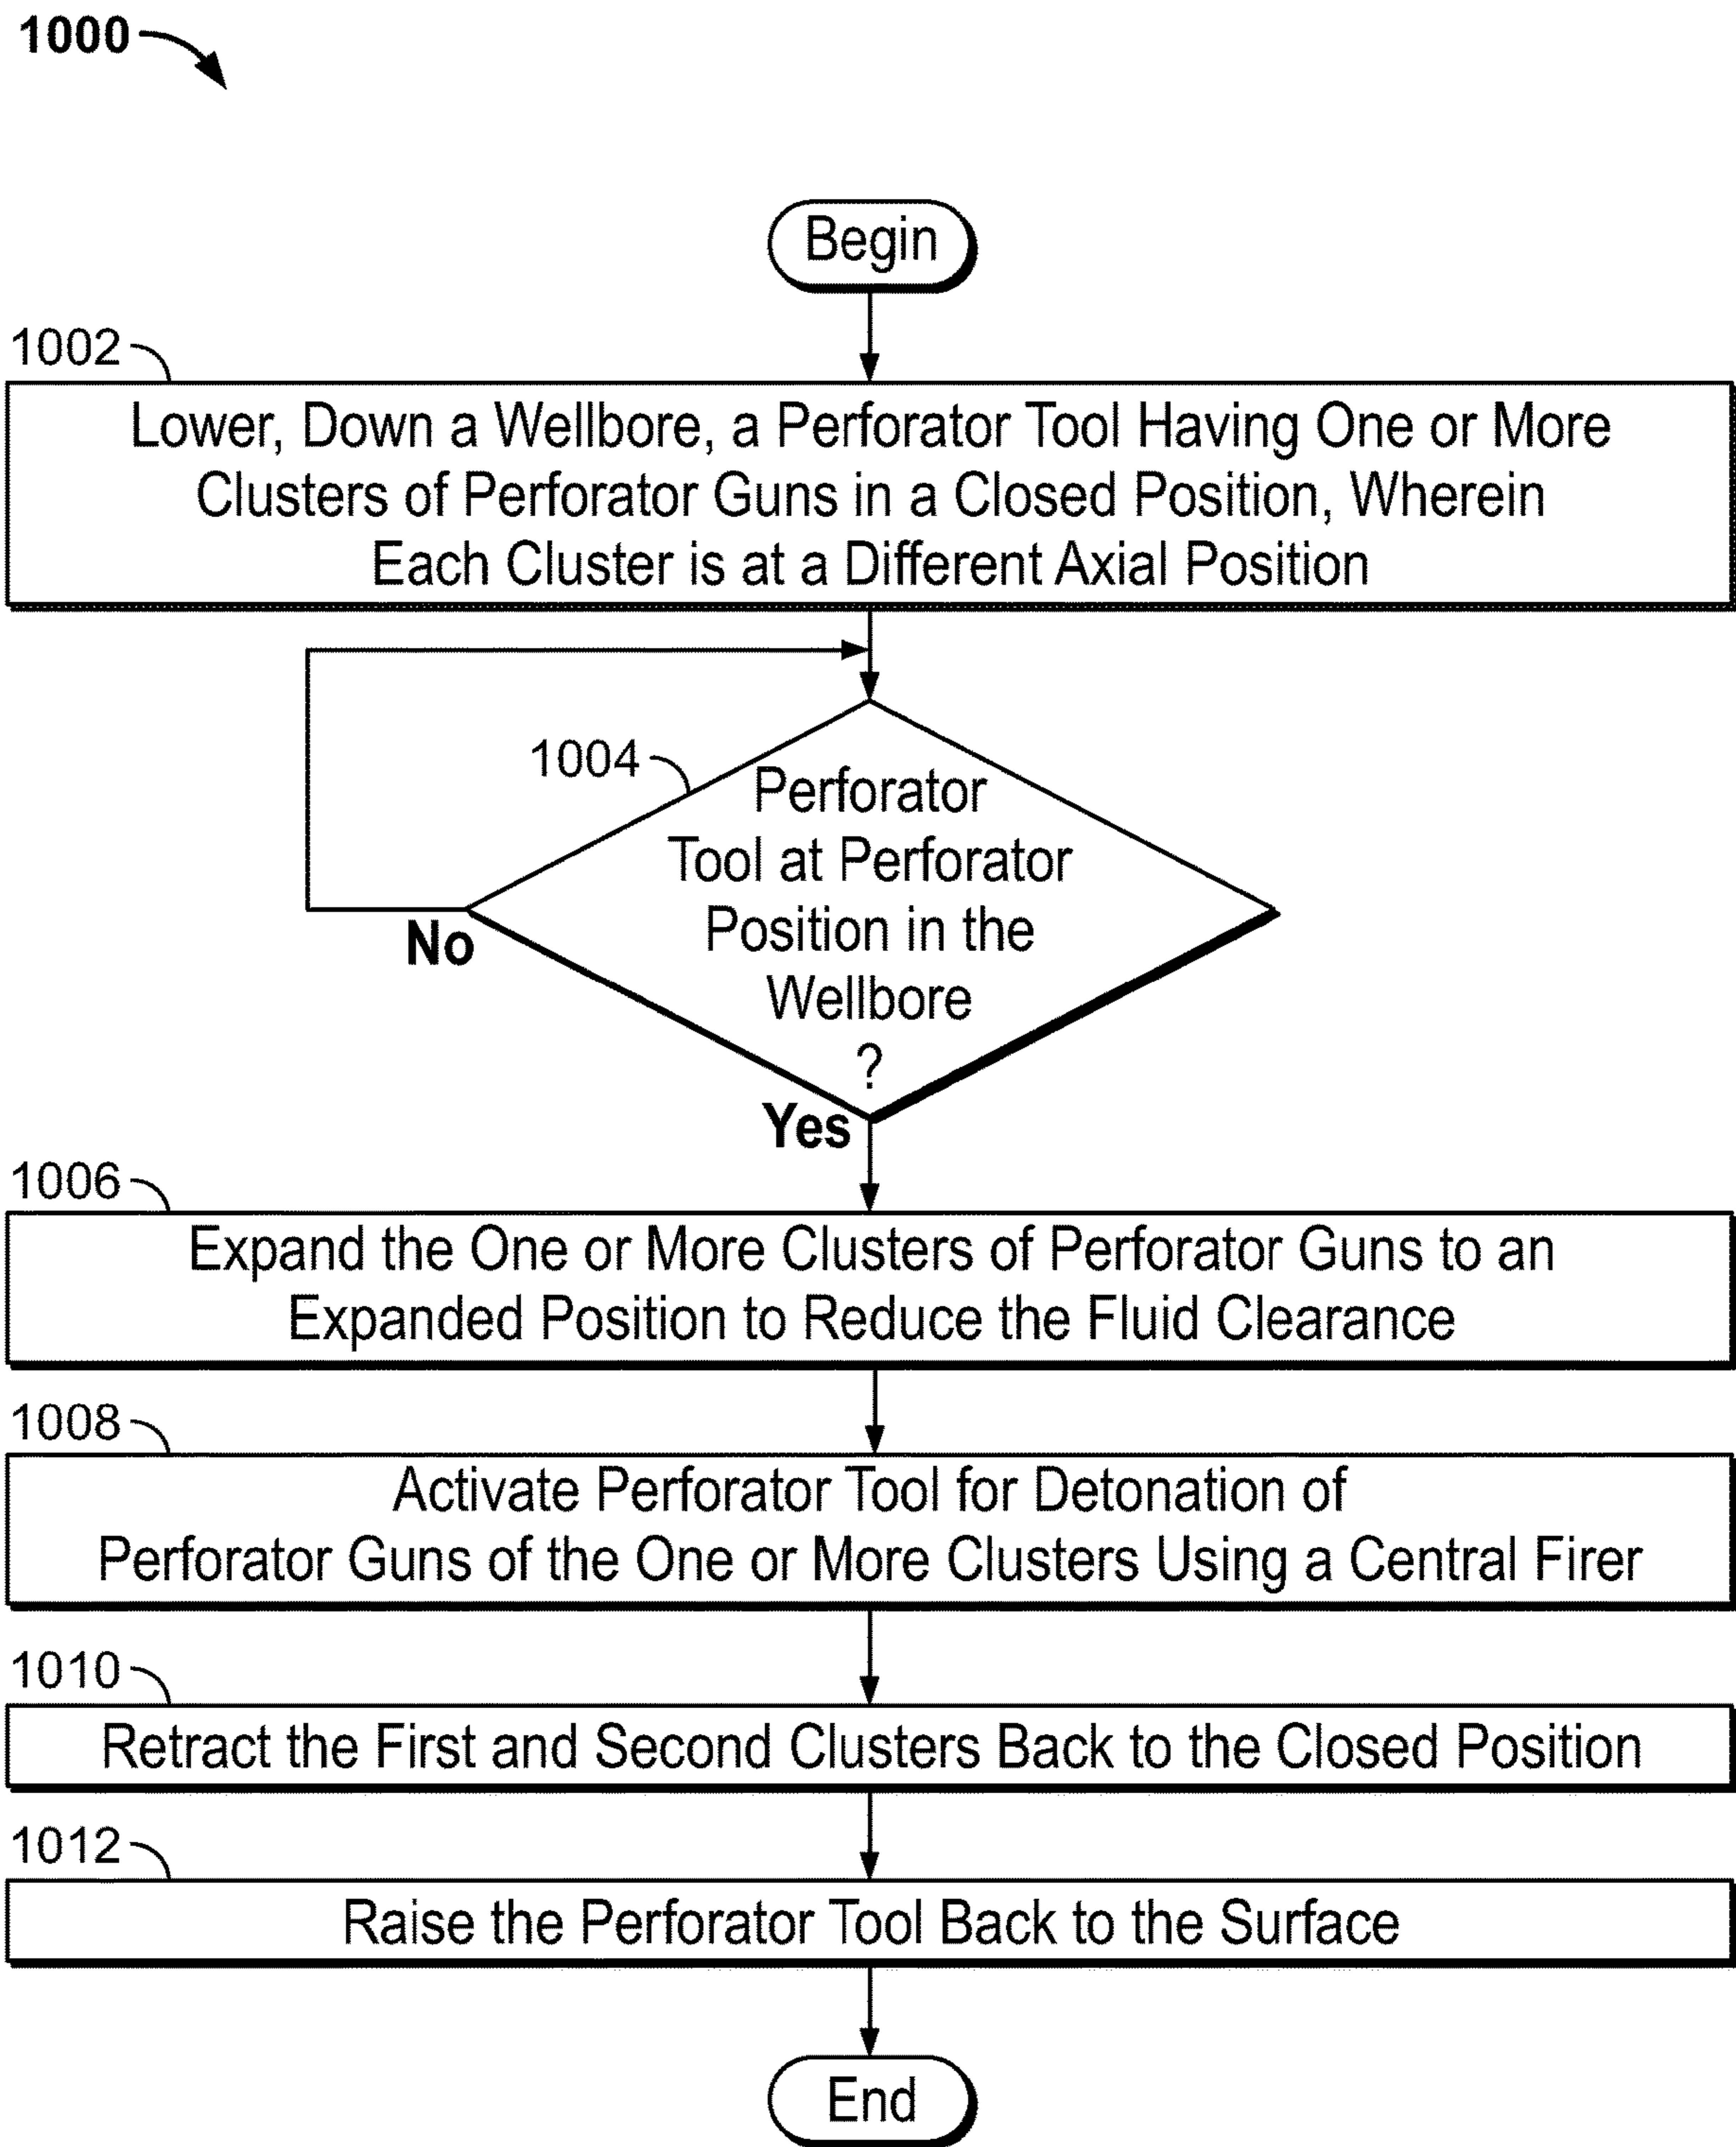 1000
Begin
1002
Lower, Down a Wellbore, a Perforator Tool Having One or More
Clusters of Perforator Guns in a Closed Position, Wherein
Each Cluster is at a Different Axial Position
1004
Perforator
Tool at Perforator
Position in the
Wellbore
?
No
Yes
1006
Expand the One or More Clusters of Perforator Guns to an
Expanded Position to Reduce the Fluid Clearance
1008
Activate Perforator Tool for Detonation of
Perforator Guns of the One or More Clusters Using a Central Firer
1010
Retract the First and Second Clusters Back to the Closed Position
1012
Raise the Perforator Tool Back to the Surface
End